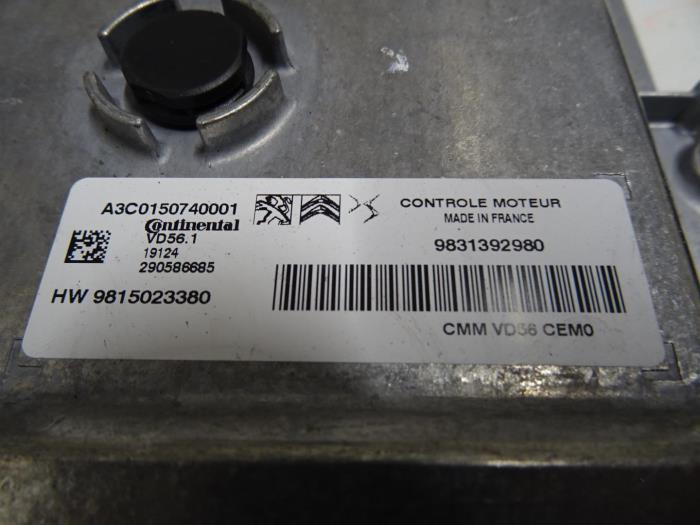 A3C0150740001
Continental
VD56.1
19124
290586685
HW 9815023380
CONTROLE MOTEUR
MADE IN FRANCE
9831392980
CMM VD56 CEM0